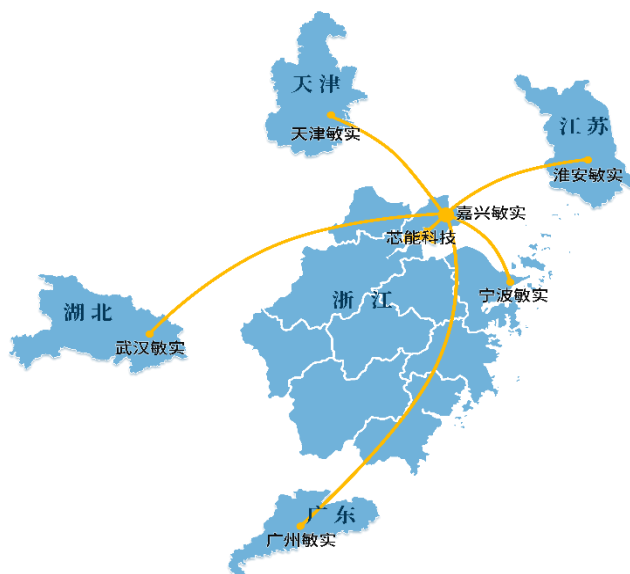 天津
天津敏实
江苏
淮安敏实
嘉兴敏实
芯能科技
宁波敏实
浙江
湖北
武汉敏实
广东
广州敏实